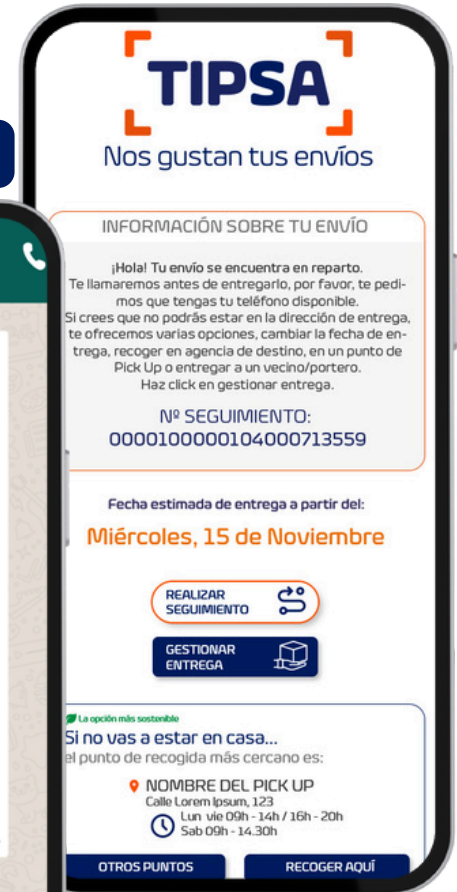 TIPSA
Nos gustan tus envíos
INFORMACIÓN SOBRE TU ENVÍO
¡Hola! Tu envío se encuentra en reparto.
Te llamaremos antes de entregarlo, por favor, te pedi-
mos que tengas tu teléfono disponible.
Si crees que no podrás estar en la dirección de entrega,
te ofrecemos varias opciones, cambiar la fecha de en-
trega, recoger en agencia de destino, en un punto de
Pick Up o entregar a un vecino/portero.
Haz click en gestionar entrega.
Nº SEGUIMIENTO:
0000100000104000713559
Fecha estimada de entrega a partir del:
Miércoles, 15 de Noviembre
REALIZAR
SEGUIMIENTO
GESTIONAR
ENTREGA
La opción más sostenible
Si no vas a estar en casa...
el punto de recogida más cercano es:
NOMBRE DEL PICK UP
Calle Lorem Ipsum, 123
Lun vie 09h - 14h / 16h - 20h
Sab 09h - 14.30h
OTROS PUNTOS
RECOGER AQUÍ